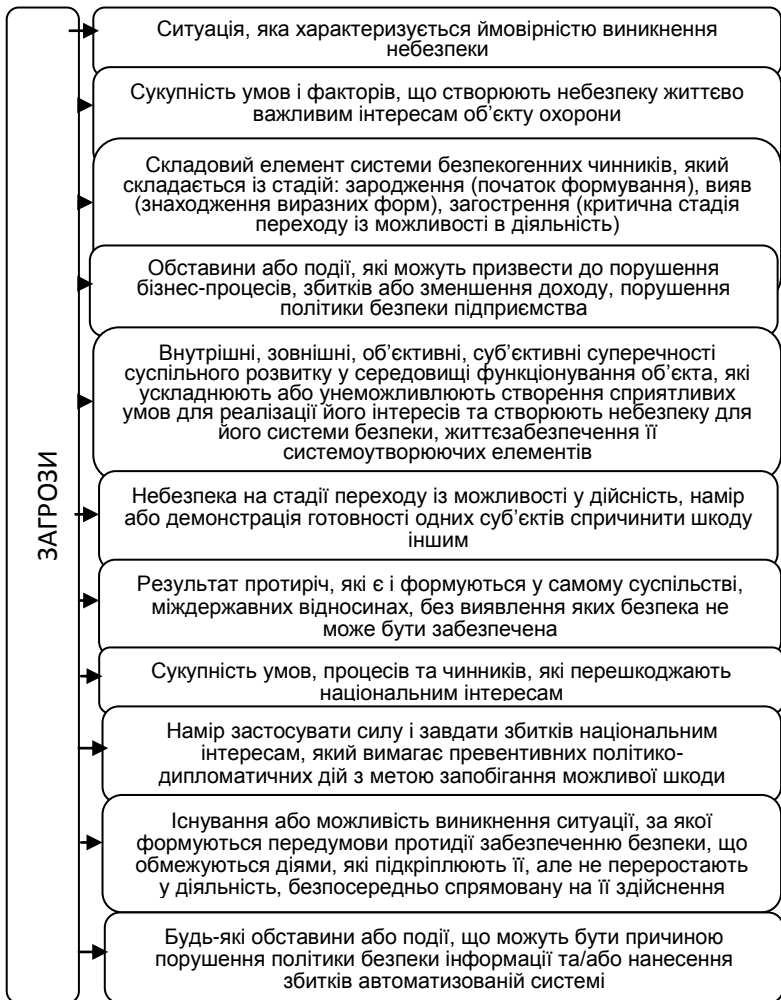 ЗАГРОЗИ
Ситуація, яка характеризується ймовірністю виникнення
небезпеки
Сукупність умов і факторів, що створюють небезпеку життєво
важливим інтересам об’єкту охорони
Складовий елемент системи безпекогенних чинників, який
складається із стадій: зародження (початок формування), вияв
(знаходження виразних форм), загострення (критична стадія
переходу із можливості в діяльність)
Обставини або події, які можуть призвести до порушення
бізнес-процесів, збитків або зменшення доходу, порушення
політики безпеки підприємства
Внутрішні, зовнішні, об’єктивні, суб’єктивні суперечності
суспільного розвитку у середовищі функціонування об’єкта, які
ускладнюють або унеможливлюють створення сприятливих
умов для реалізації його інтересів та створюють небезпеку для
його системи безпеки, життєзабезпечення її
системоутворюючих елементів
Небезпека на стадії переходу із можливості у дійсність, намір
або демонстрація готовності одних суб’єктів спричинити шкоду
іншим
Результат протиріч, які є і формуються у самому суспільстві,
міждержавних відносинах, без виявлення яких безпека не
може бути забезпечена
Сукупність умов, процесів та чинників, які перешкоджають
національним інтересам
Намір застосувати силу і завдати збитків національним
інтересам, який вимагає превентивних політико-
дипломатичних дій з метою запобігання можливої шкоди
Існування або можливість виникнення ситуації, за якої
формуються передумови протидії забезпеченню безпеки, що
обмежуються діями, які підкріплюють її, але не переростають
у діяльність, безпосередньо спрямовану на її здійснення
Будь-які обставини або події, що можуть бути причиною
порушення політики безпеки інформації та/або нанесення
збитків автоматизованій системі